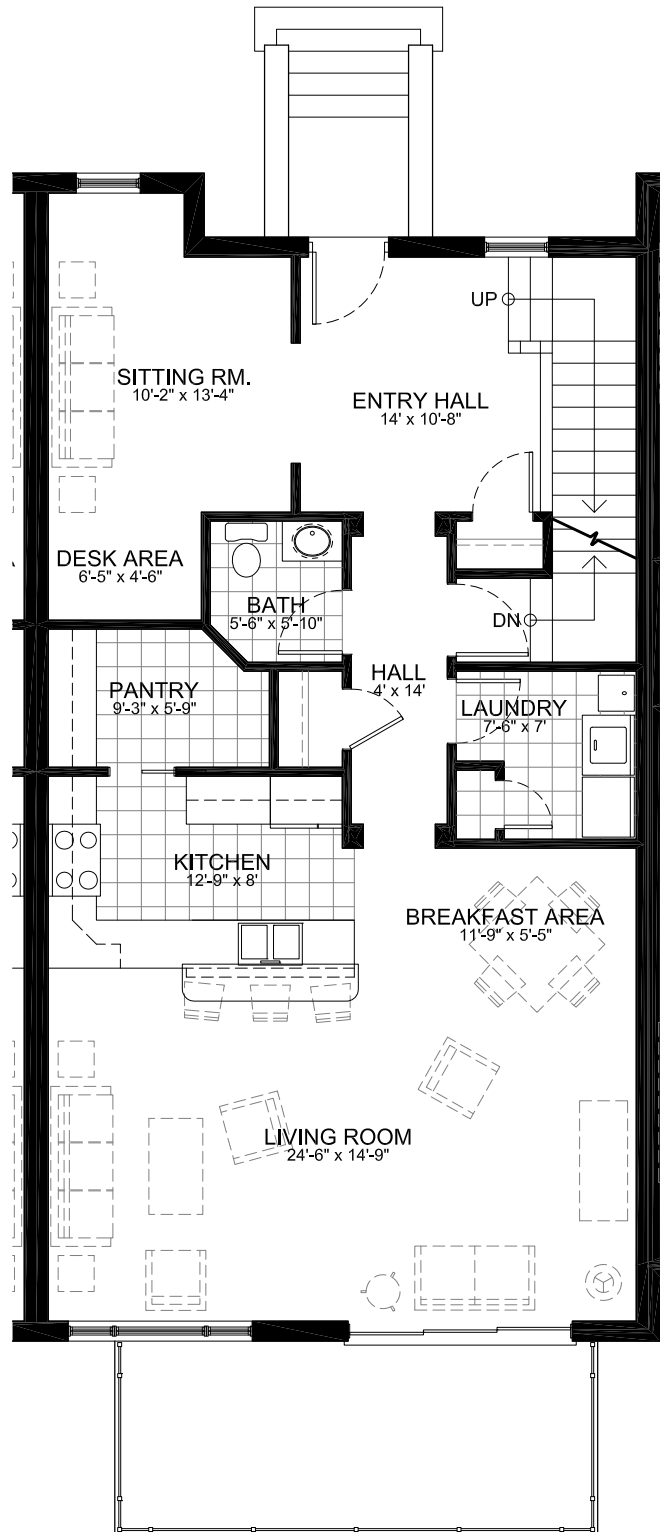 UP
SITTING RM.
10'-2" x 13'-4"
ENTRY HALL
14' x 10'-8"
DESK AREA
6'-5" x 4'-6"
BATH
5'-6" x 5'-10"
DN
HALL
4' x 14'
PANTRY
9'-3" x 5'-9"
LAUNDRY
7'-6" x 7'
KITCHEN
12'-9" x 8'
BREAKFAST AREA
11'-9" x 5'-5"
LIVING ROOM
24'-6" x 14'-9"